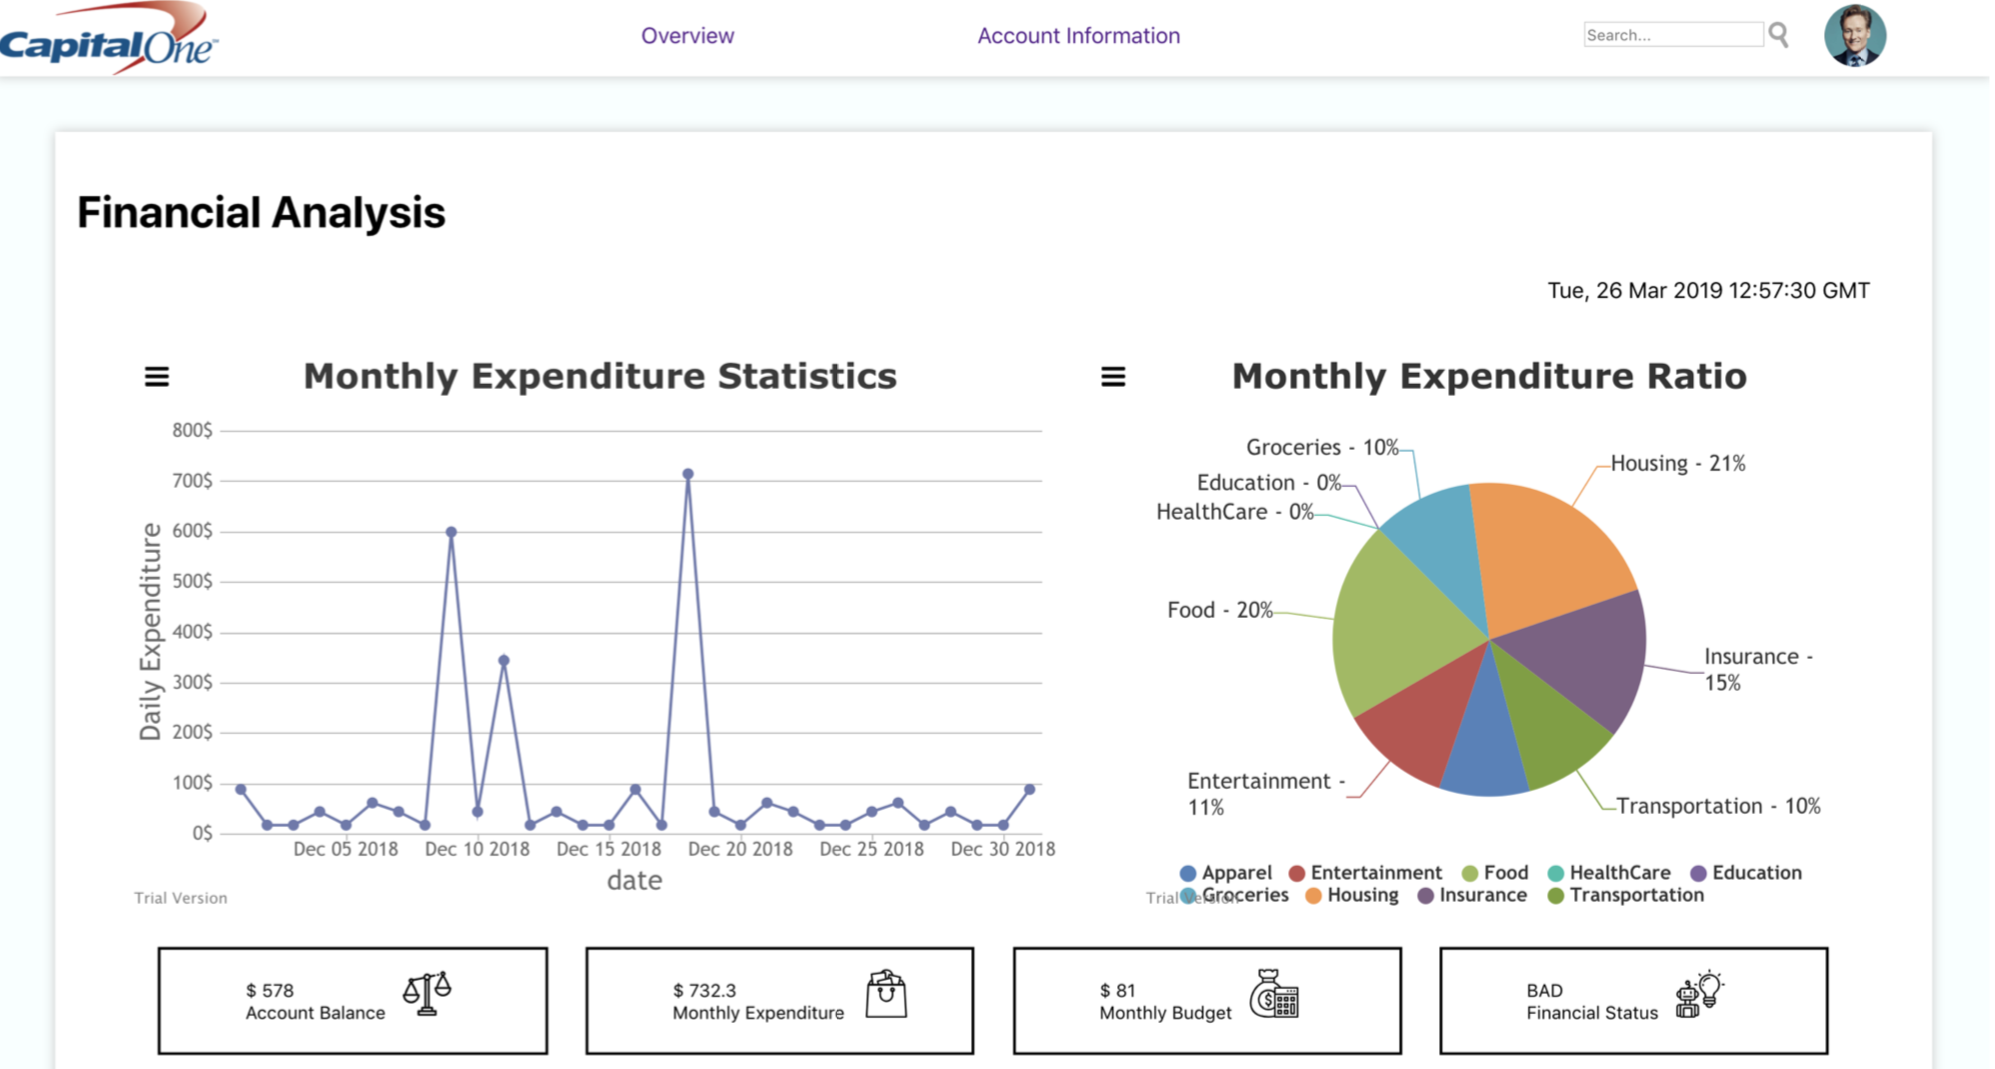 CapitalOne™
Overview
Account Information
Search...
Financial Analysis
Tue, 26 Mar 2019 12:57:30 GMT
Monthly Expenditure Statistics
800$
700$
600$
500$
400$
300$
200$
100$
0$
Daily Expenditure
Dec 05 2018 Dec 10 2018 Dec 15 2018 Dec 20 2018 Dec 25 2018 Dec 30 2018
date
Trial Version
Monthly Expenditure Ratio
Groceries - 10%
Housing - 21%
Education - 0%
HealthCare - 0%
Food - 20%
Insurance -
15%
Entertainment -
11%
Transportation - 10%
Apparel Entertainment Food HealthCare Education
Groceries Housing Insurance Transportation
Trial Version
$ 578
Account Balance
$ 732.3
Monthly Expenditure
$ 81
Monthly Budget
BAD
Financial Status